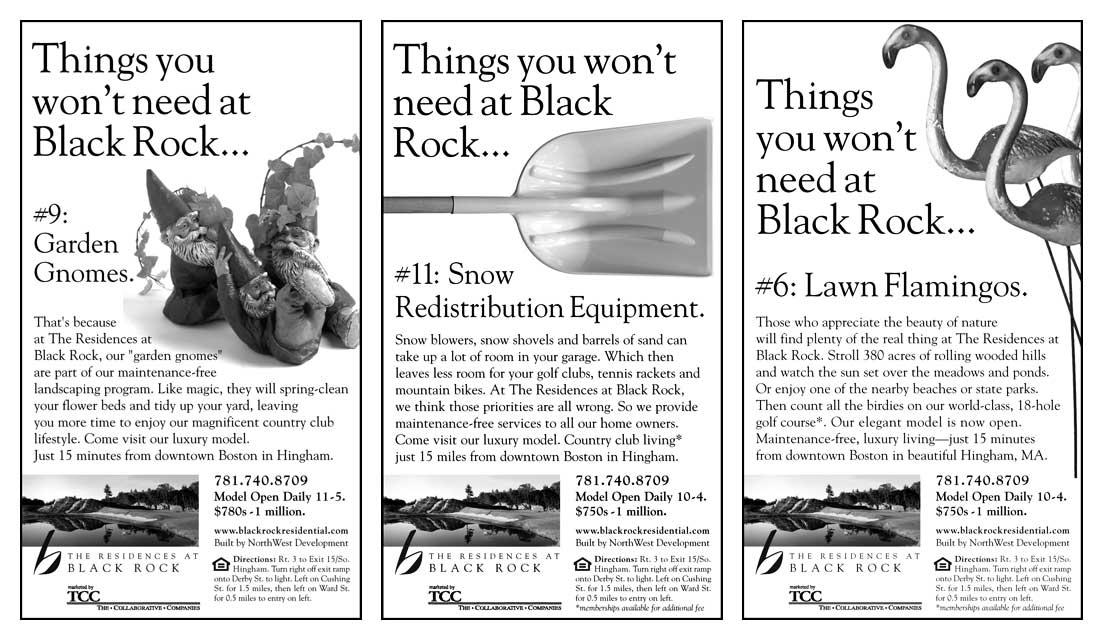 Things you
won't need at
Black Rock...
#9:
Garden
Gnomes.
That's because
at The Residences at
Black Rock, our "garden gnomes"
are part of our maintenance-free
landscaping program. Like magic, they will spring-clean
your flower beds and tidy up your yard, leaving
you more time to enjoy our magnificent country club
lifestyle. Come visit our luxury model.
Just 15 minutes from downtown Boston in Hingham.
781.740.8709
Model Open Daily 11-5.
$780s - 1 million.
www.blackrockresidential.com
Built by NorthWest Development
THE RESIDENCES AT
BLACK ROCK
marketed by
TCC
THE • COLLABORATIVE • COMPANIES
Directions: Rt. 3 to Exit 15/So.
Hingham. Turn right off exit ramp
onto Derby St. to light. Left on Cushing
St. for 1.5 miles, then left on Ward St.
for 0.5 miles to entry on left.
Things you won't
need at Black
Rock...
#11: Snow
Redistribution Equipment.
Snow blowers, snow shovels and barrels of sand can
take up a lot of room in your garage. Which then
leaves less room for your golf clubs, tennis rackets and
mountain bikes. At The Residences at Black Rock,
we think those priorities are all wrong. So we provide
maintenance-free services to all our home owners.
Come visit our luxury model. Country club living*
just 15 miles from downtown Boston in Hingham.
781.740.8709
Model Open Daily 10-4.
$750s - 1 million.
www.blackrockresidential.com
Built by NorthWest Development
THE RESIDENCES AT
BLACK ROCK
marketed by
TCC
THE • COLLABORATIVE • COMPANIES
Directions: Rt. 3 to Exit 15/So.
Hingham. Turn right off exit ramp
onto Derby St. to light. Left on Cushing
St. for 1.5 miles, then left on Ward St.
for 0.5 miles to entry on left.
*memberships available for additional fee
Things
you won't
need at
Black Rock...
#6: Lawn Flamingos.
Those who appreciate the beauty of nature
will find plenty of the real thing at The Residences at
Black Rock. Stroll 380 acres of rolling wooded hills
and watch the sun set over the meadows and ponds.
Or enjoy one of the nearby beaches or state parks.
Then count all the birdies on our world-class, 18-hole
golf course*. Our elegant model is now open.
Maintenance-free, luxury living—just 15 minutes
from downtown Boston in beautiful Hingham, MA.
781.740.8709
Model Open Daily 10-4.
$750s - 1 million.
www.blackrockresidential.com
Built by NorthWest Development
THE RESIDENCES AT
BLACK ROCK
marketed by
TCC
THE • COLLABORATIVE • COMPANIES
Directions: Rt. 3 to Exit 15/So.
Hingham. Turn right off exit ramp
onto Derby St. to light. Left on Cushing
St. for 1.5 miles, then left on Ward St.
for 0.5 miles to entry on left.
*memberships available for additional fee